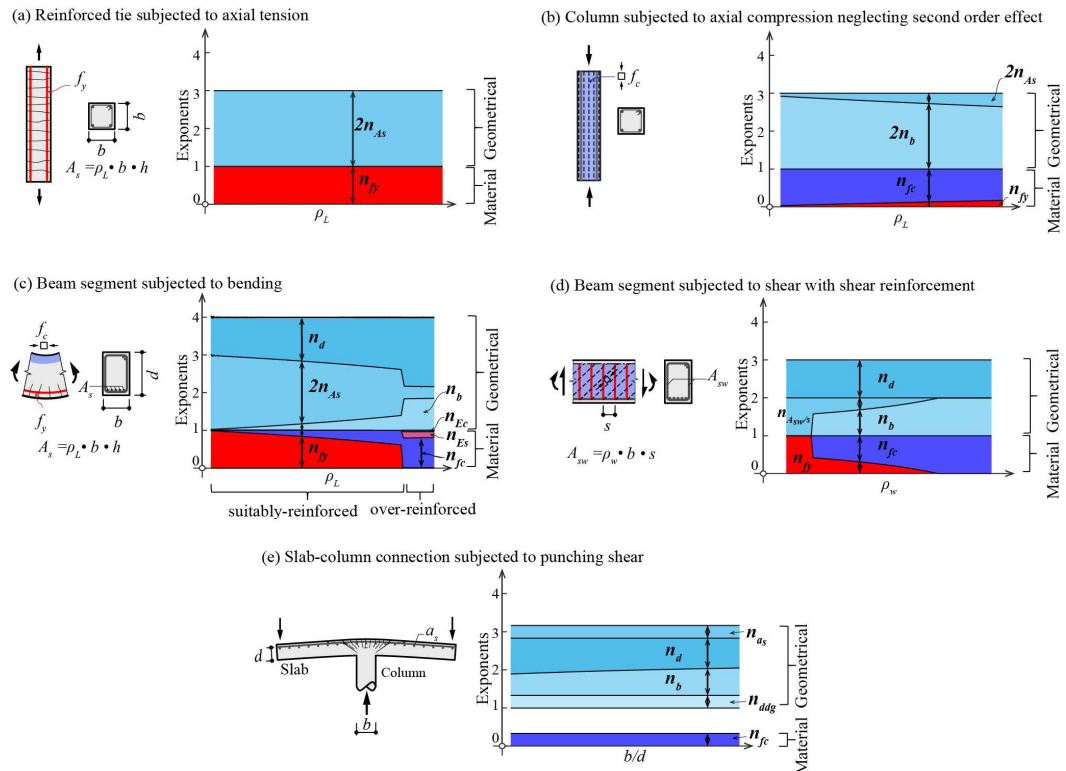 (a) Reinforced tie subjected to axial tension
f_y
b
b
A_s =ρ_L • b • h
Exponents
4
3
2
1
0
2n_As
n_fy
ρ_L
Geometrical
Material
(b) Column subjected to axial compression neglecting second order effect
f_c
Exponents
4
3
2
1
0
2n_As
2n_b
n_fc
n_fy
ρ_L
Geometrical
Material
(c) Beam segment subjected to bending
f_c
A_s
f_y
d
b
A_s =ρ_L • b • h
Exponents
4
3
2
1
0
n_d
2n_As
n_fy
n_b
n_Ec
n_Es
n_fc
ρ_L
suitably-reinforced
over-reinforced
Geometrical
Material
(d) Beam segment subjected to shear with shear reinforcement
A_sw
s
A_sw =ρ_w • b • s
Exponents
4
3
2
1
0
n_d
n_Asw/s
n_b
n_fc
n_fy
ρ_w
Geometrical
Material
(e) Slab-column connection subjected to punching shear
a_s
d
Slab
Column
b
Exponents
4
3
2
1
0
n_as
n_d
n_b
n_ddg
n_fc
b/d
Geometrical
Material